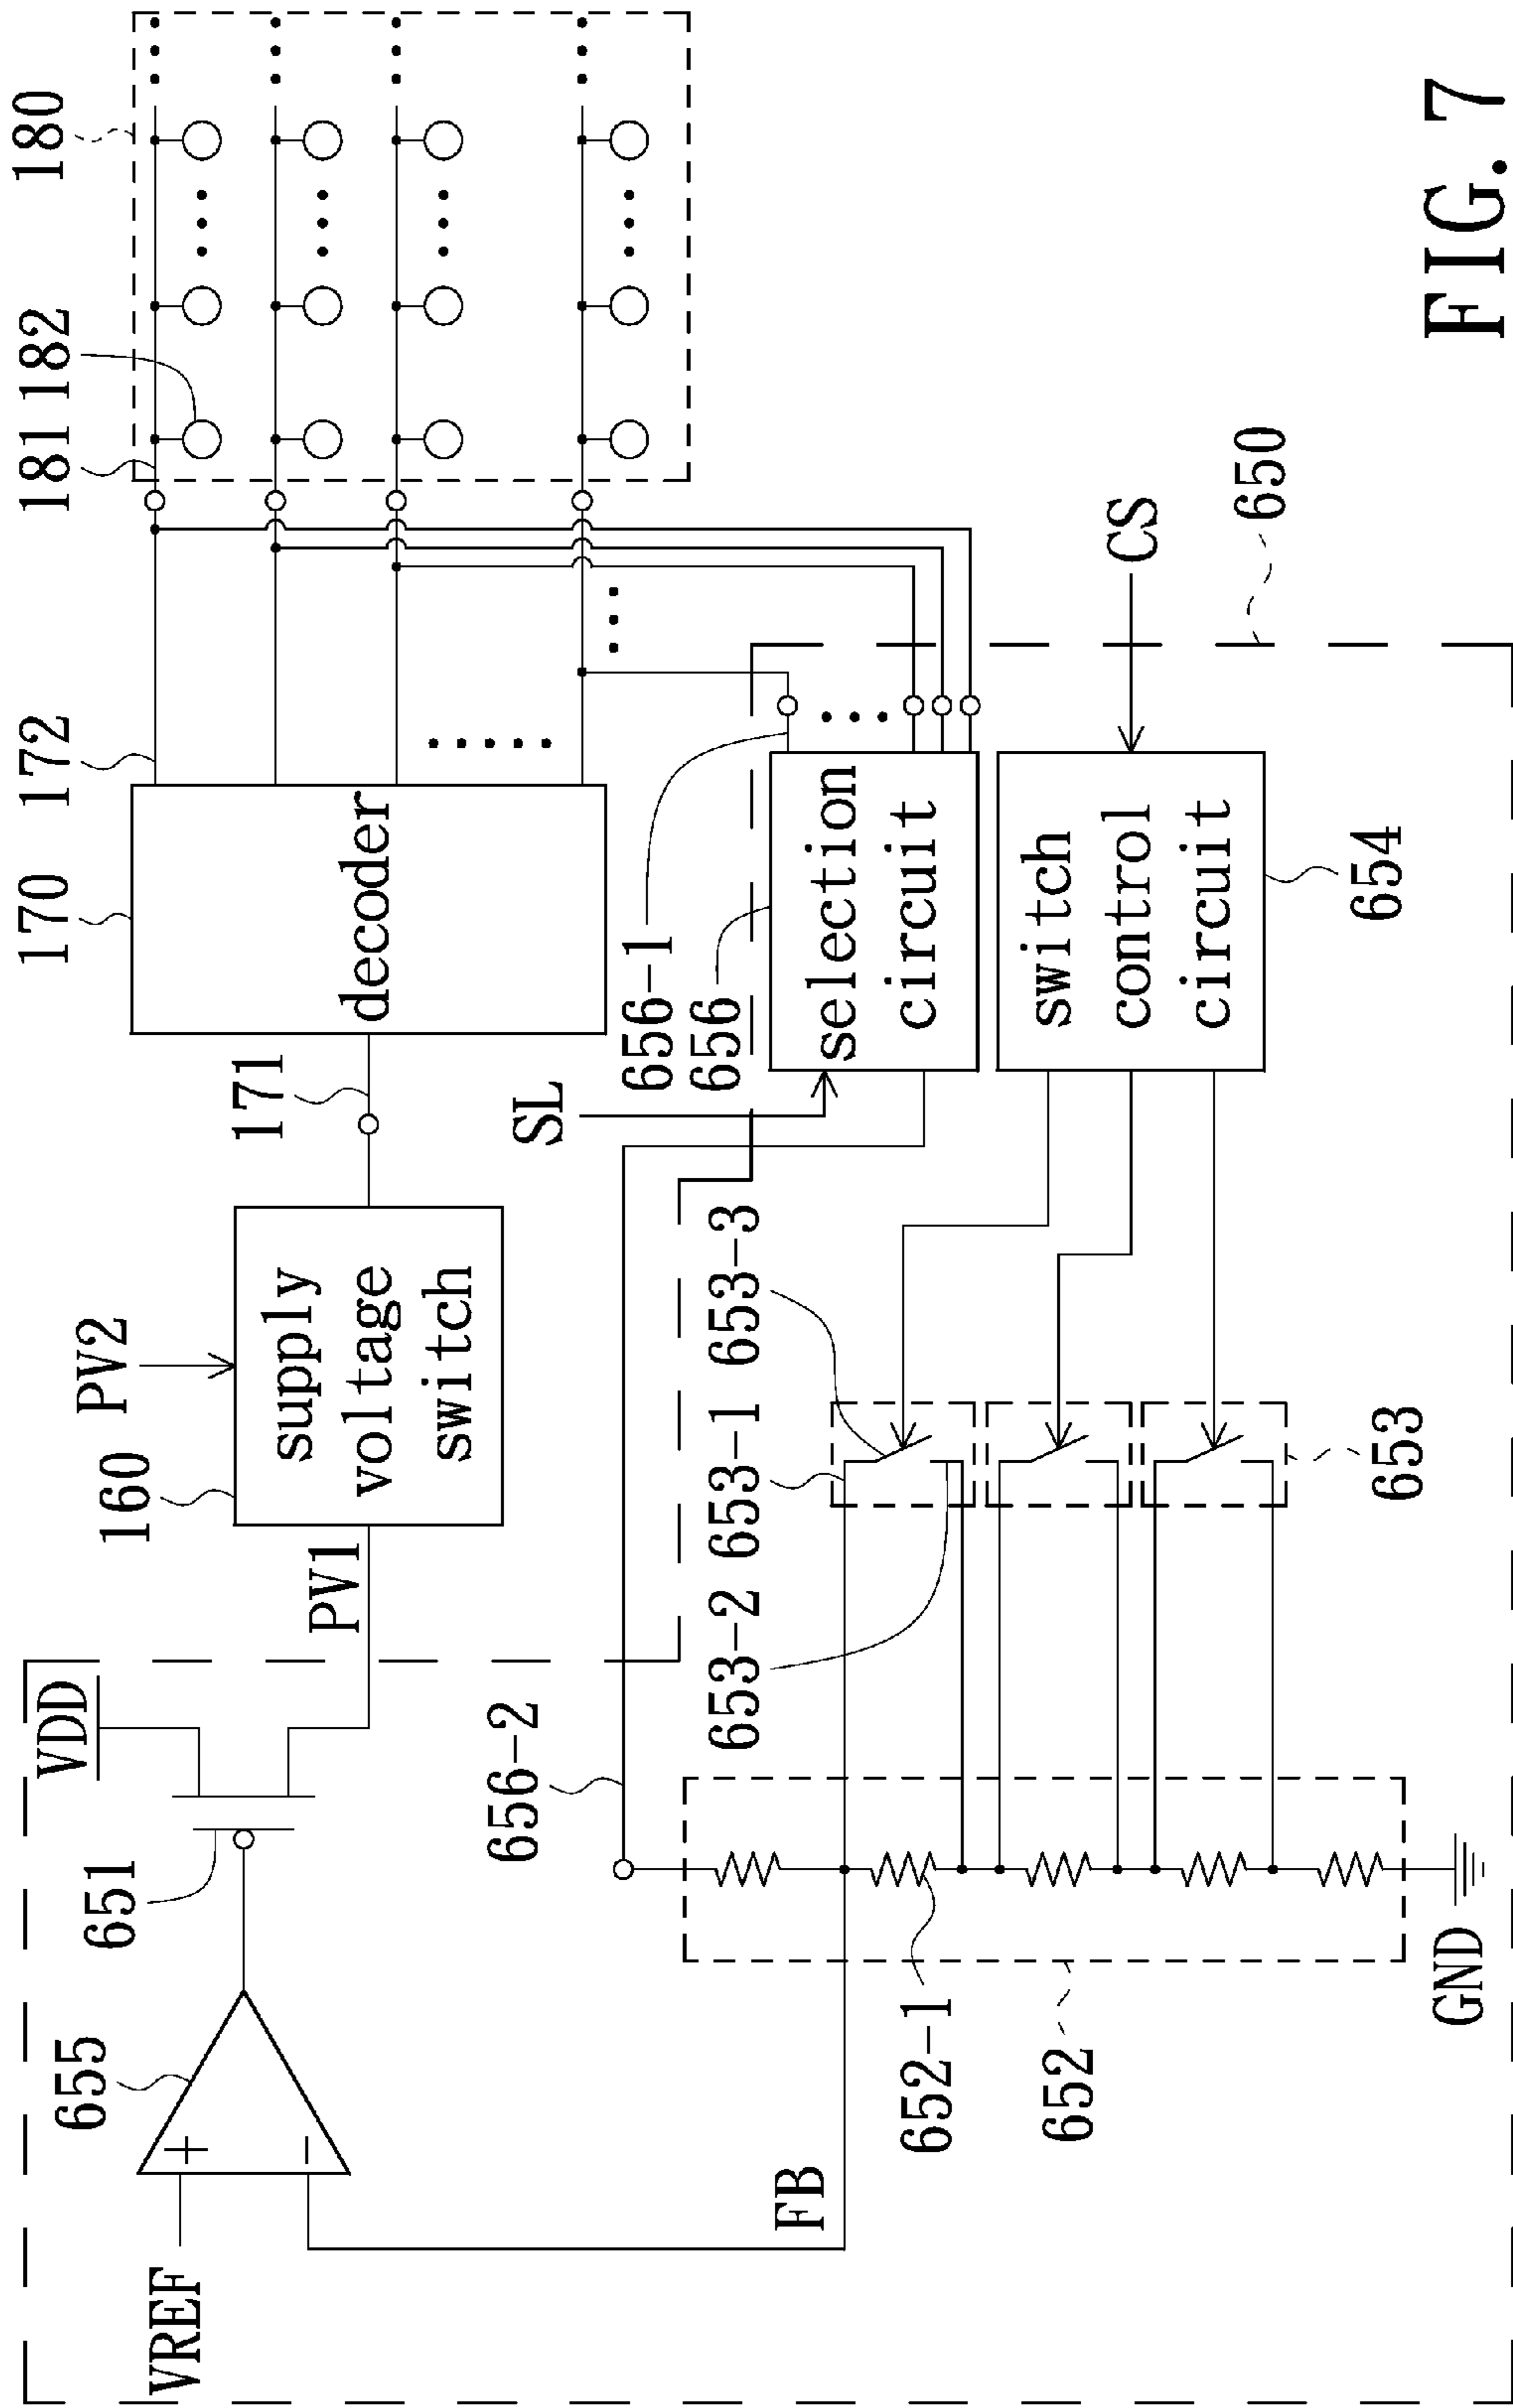 180
181
182
172
170
decoder
171
PV2
160
supply
voltage
switch
PV1
VDD
651
655
VREF
SL
656-1
656
selection
circuit
CS
650
switch
control
circuit
654
656-2
653-2
653-1
653-3
653
FB
652-1
652
GND
FIG. 7